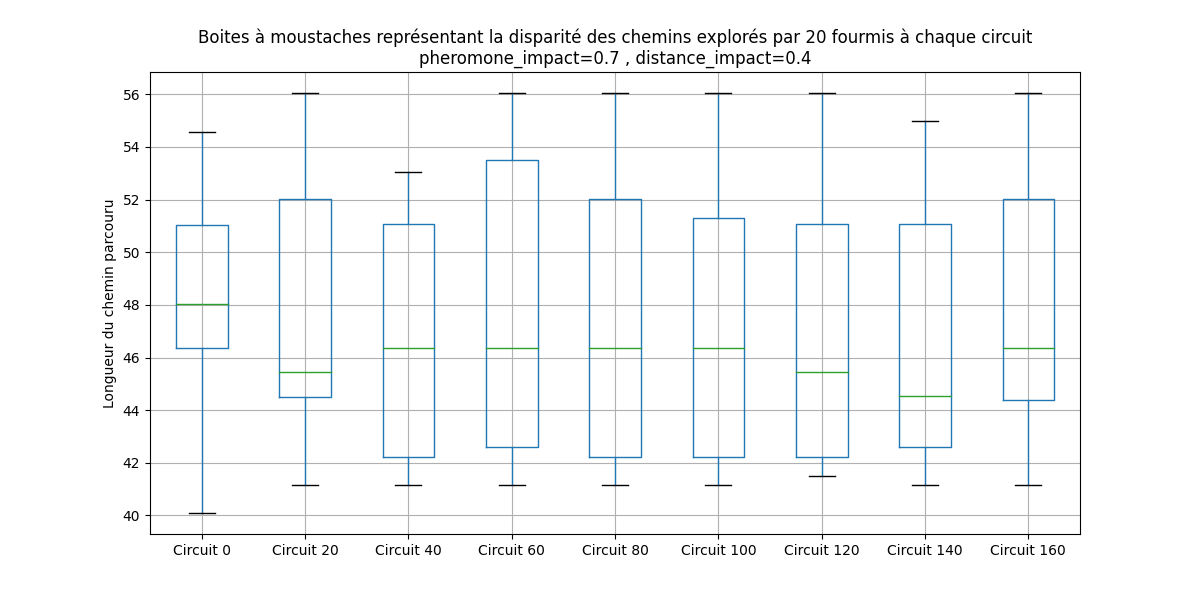 Boites à moustaches représentant la disparité des chemins explorés par 20 fourmis à chaque circuit
pheromone_impact=0.7 , distance_impact=0.4
Longueur du chemin parcouru
56
54
52
50
48
46
44
42
40
Circuit 0 Circuit 20 Circuit 40 Circuit 60 Circuit 80 Circuit 100 Circuit 120 Circuit 140 Circuit 160